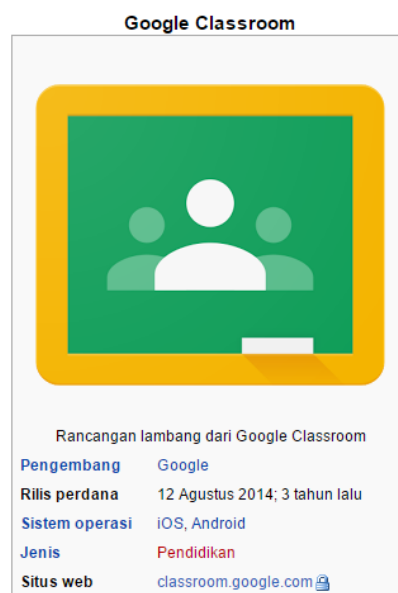 Google Classroom
Rancangan lambang dari Google Classroom
Pengembang Google
Rilis perdana 12 Agustus 2014; 3 tahun lalu
Sistem operasi iOS, Android
Jenis Pendidikan
Situs web classroom.google.com